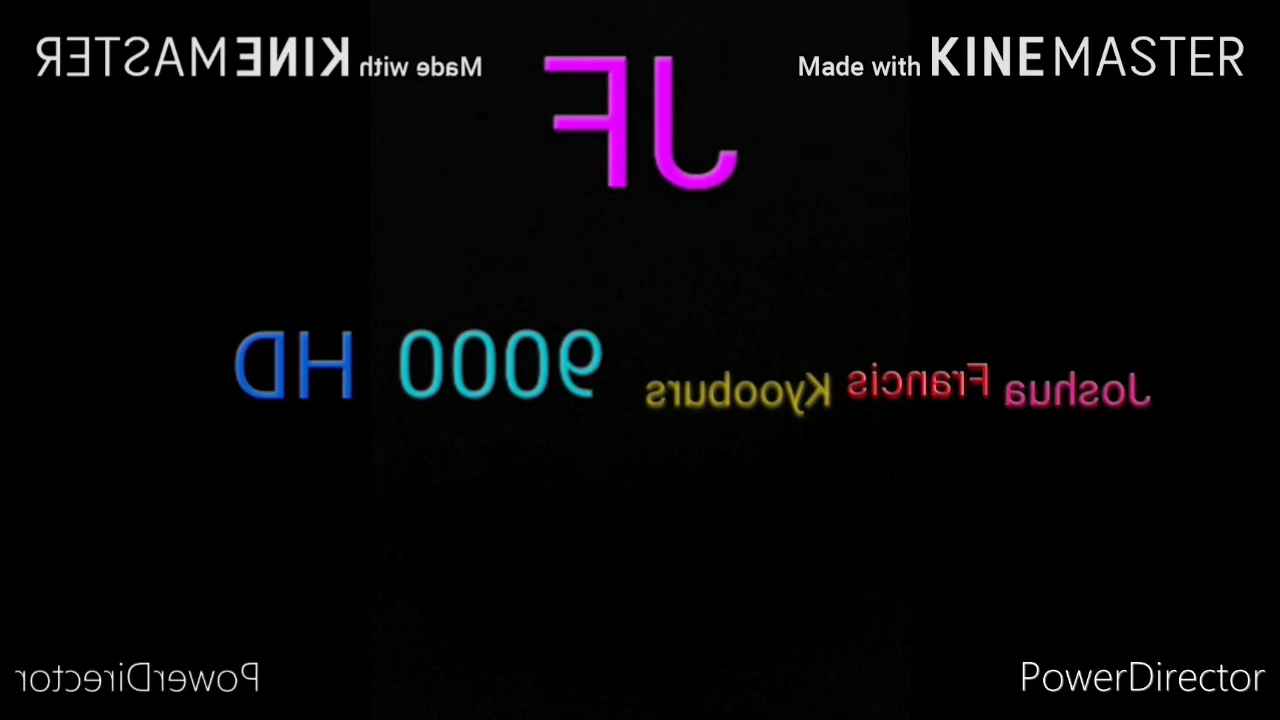 Made with KINEMASTER Made with KINEMASTER
JF
Joshua Francis Kyooburs 9000 HD
PowerDirector PowerDirector